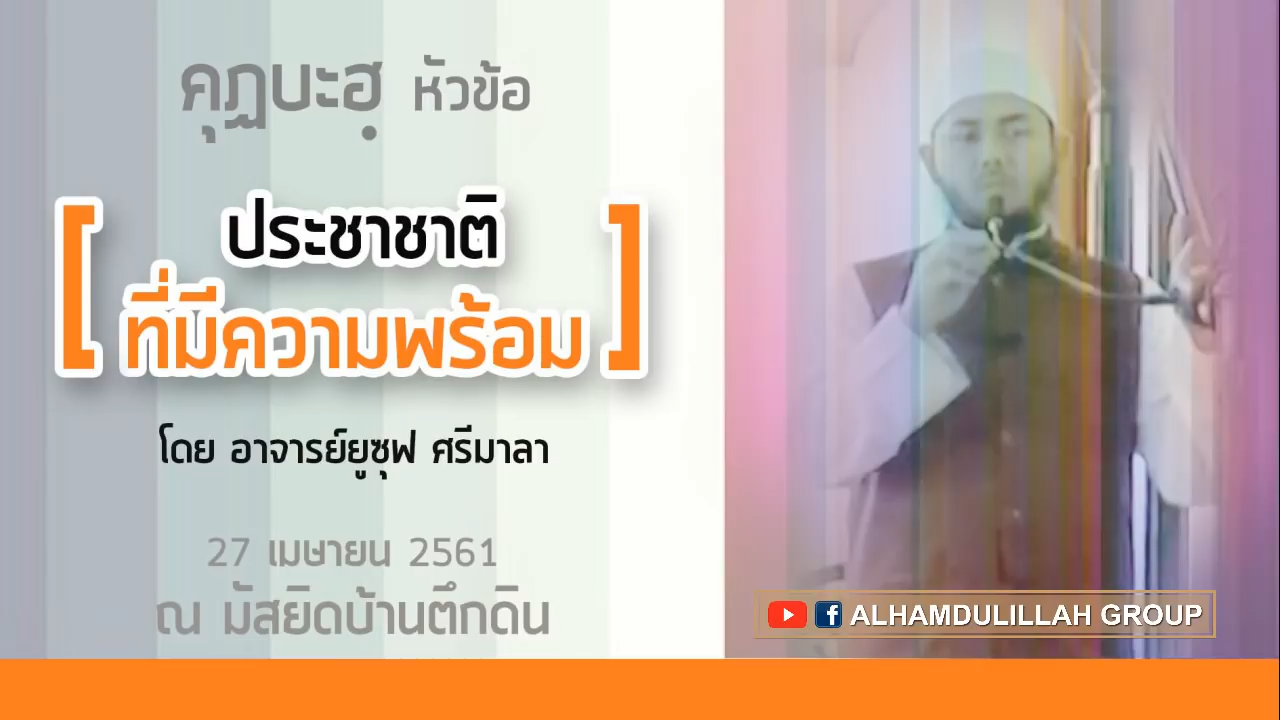 คุฏบะฮฺ หัวข้อ
[ ประชาชาติ
ที่มีความพร้อม ]
โดย อาจารย์ยูซุฟ ศรีมาลา
27 เมษายน 2561
ณ มัสยิดบ้านตึกดิน
f ALHAMDULILLAH GROUP